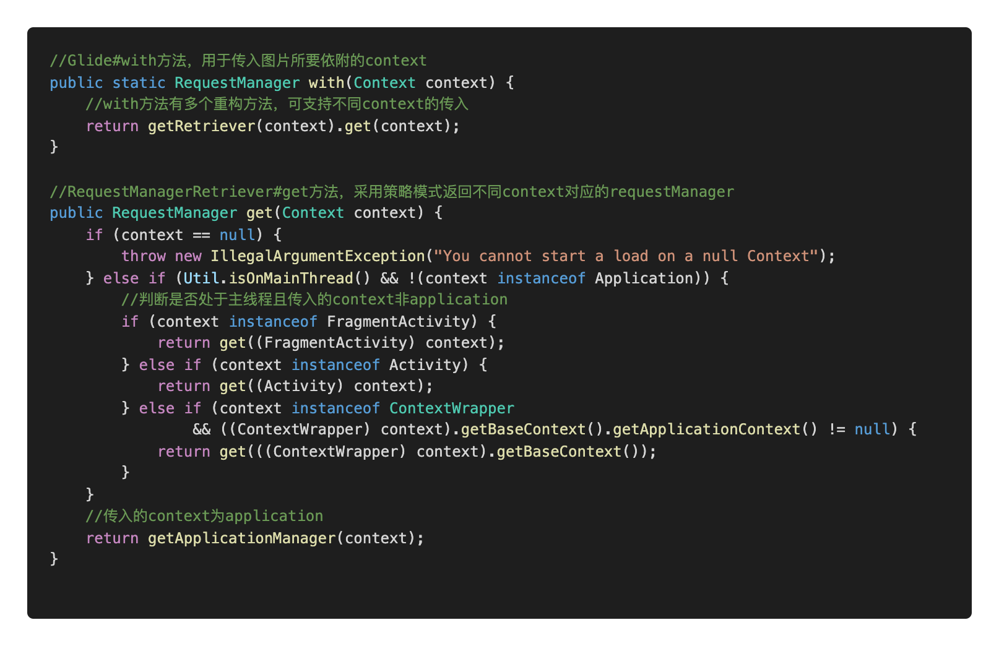 //Glide#with方法，用于传入图片所要依附的context
public static RequestManager with(Context context) {
    //with方法有多个重构方法，可支持不同context的传入
    return getRetriever(context).get(context);
}

//RequestManagerRetriever#get方法，采用策略模式返回不同context对应的requestManager
public RequestManager get(Context context) {
    if (context == null) {
        throw new IllegalArgumentException("You cannot start a load on a null Context");
    } else if (Util.isOnMainThread() && !(context instanceof Application)) {
        //判断是否处于主线程且传入的context非application
        if (context instanceof FragmentActivity) {
            return get((FragmentActivity) context);
        } else if (context instanceof Activity) {
            return get((Activity) context);
        } else if (context instanceof ContextWrapper
                && ((ContextWrapper) context).getBaseContext().getApplicationContext() != null) {
            return get(((ContextWrapper) context).getBaseContext());
        }
    }
    //传入的context为application
    return getApplicationManager(context);
}